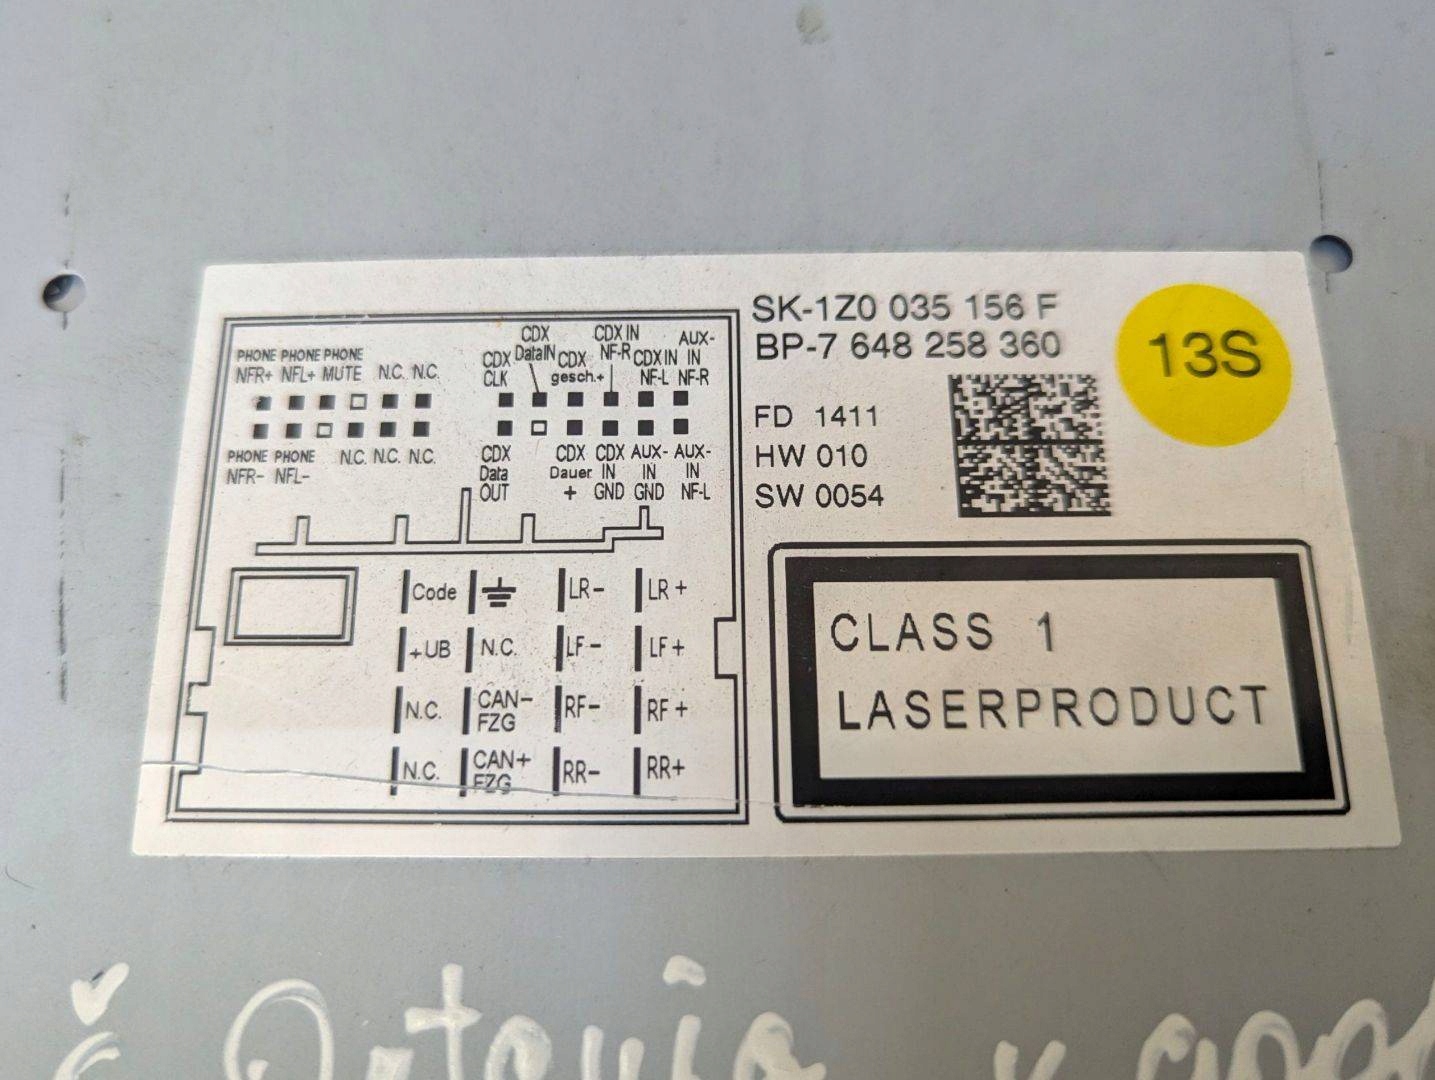 SK-1Z0 035 156 F
BP-7 648 258 360
FD 1411
HW 010
SW 0054
13S
PHONE PHONE PHONE
NFR+ NFL+ MUTE N.C. N.C.
PHONE PHONE
NFR- NFL- N.C. N.C. N.C.
CDX CLK
CDX DataIN
CDX gesch.+
CDX IN NF-R
CDX IN NF-L
AUX-IN NF-R
CDX Data OUT
CDX Dauer +
CDX IN GND
AUX-IN GND
AUX-IN NF-L
Code LR- LR+
+UB N.C. LF- LF+
N.C. CAN- FZG RF- RF+
N.C. CAN+ FZG RR- RR+
CLASS 1
LASERPRODUCT
Octavia